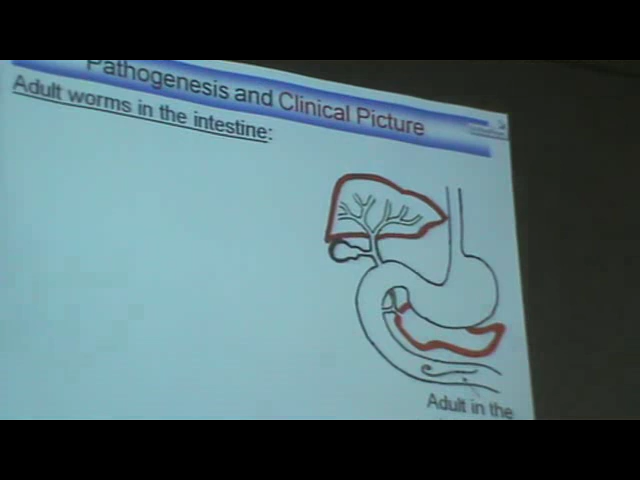 Pathogenesis and Clinical Picture
Adult worms in the intestine:
Adult in the